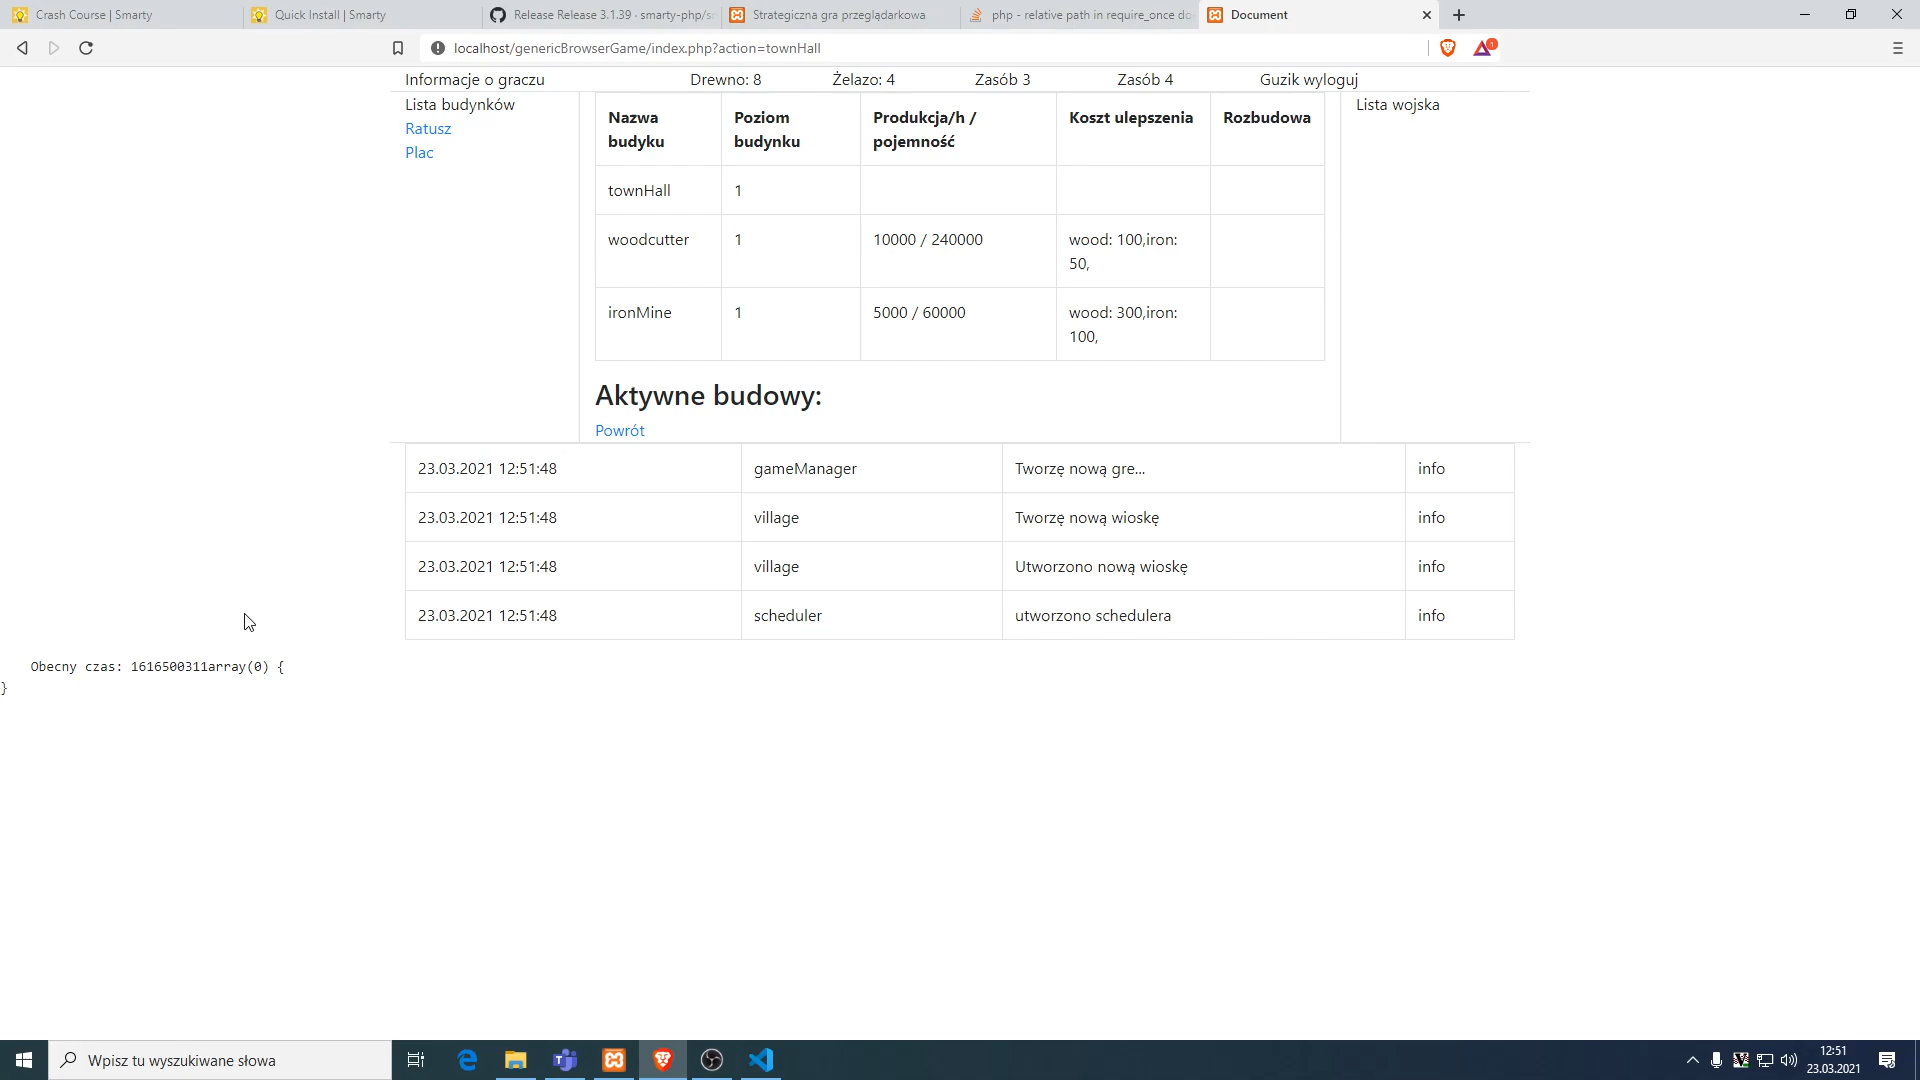 Crash Course | Smarty
Quick Install | Smarty
Release Release 3.1.39 · smarty-php/sm
Strategiczna gra przeglądarkowa
php - relative path in require_once do
Document
localhost/genericBrowserGame/index.php?action=townHall
1
Informacje o graczu
Drewno: 8
Żelazo: 4
Zasób 3
Zasób 4
Guzik wyloguj
Lista budynków
Ratusz
Plac
Nazwa
budyku
Poziom
budynku
Produkcja/h /
pojemność
Koszt ulepszenia
Rozbudowa
townHall
1
woodcutter
1
10000 / 240000
wood: 100,iron:
50,
ironMine
1
5000 / 60000
wood: 300,iron:
100,
Aktywne budowy:
Powrót
Lista wojska
23.03.2021 12:51:48 gameManager Tworzę nową gre... info
23.03.2021 12:51:48 village Tworzę nową wioskę info
23.03.2021 12:51:48 village Utworzono nową wioskę info
23.03.2021 12:51:48 scheduler utworzono schedulera info
Obecny czas: 1616500311array(0) {
}
Wpisz tu wyszukiwane słowa
12:51
23.03.2021